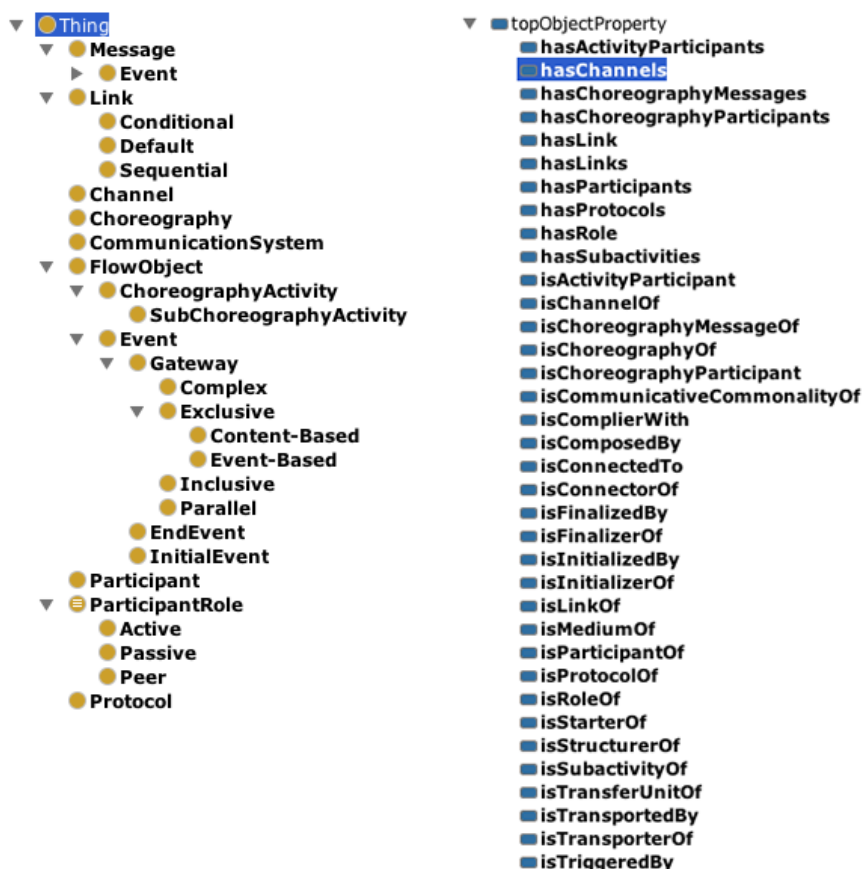 Thing
Message
Event
Link
Conditional
Default
Sequential
Channel
Choreography
CommunicationSystem
FlowObject
ChoreographyActivity
SubChoreographyActivity
Event
Gateway
Complex
Exclusive
Content-Based
Event-Based
Inclusive
Parallel
EndEvent
InitialEvent
Participant
ParticipantRole
Active
Passive
Peer
Protocol
topObjectProperty
hasActivityParticipants
hasChannels
hasChoreographyMessages
hasChoreographyParticipants
hasLink
hasLinks
hasParticipants
hasProtocols
hasRole
hasSubactivities
isActivityParticipant
isChannelOf
isChoreographyMessageOf
isChoreographyOf
isChoreographyParticipant
isCommunicativeCommonalityOf
isComplierWith
isComposedBy
isConnectedTo
isConnectorOf
isFinalizedBy
isFinalizerOf
isInitializedBy
isInitializerOf
isLinkOf
isMediumOf
isParticipantOf
isProtocolOf
isRoleOf
isStarterOf
isStructurerOf
isSubactivityOf
isTransferUnitOf
isTransportedBy
isTransporterOf
isTriggeredBy